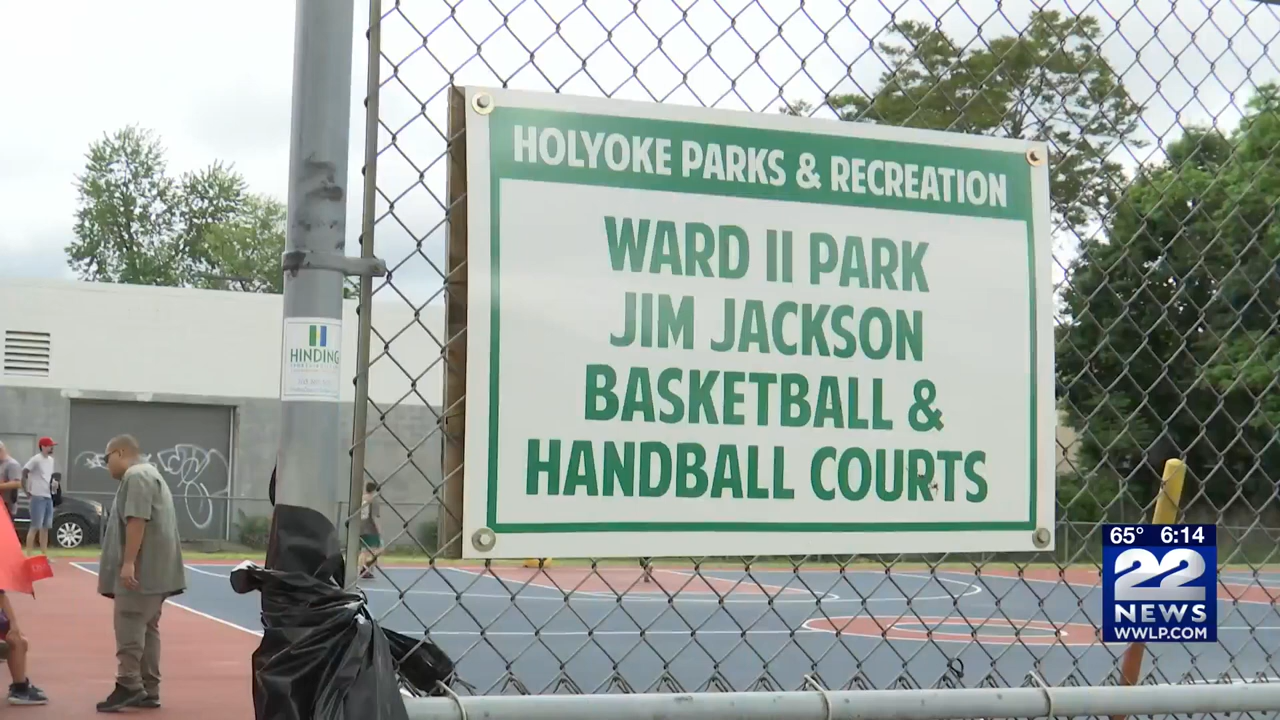 HOLYOKE PARKS & RECREATION
WARD II PARK
JIM JACKSON
BASKETBALL &
HANDBALL COURTS
HINDING
65° 6:14
22
NEWS
WWLP.COM